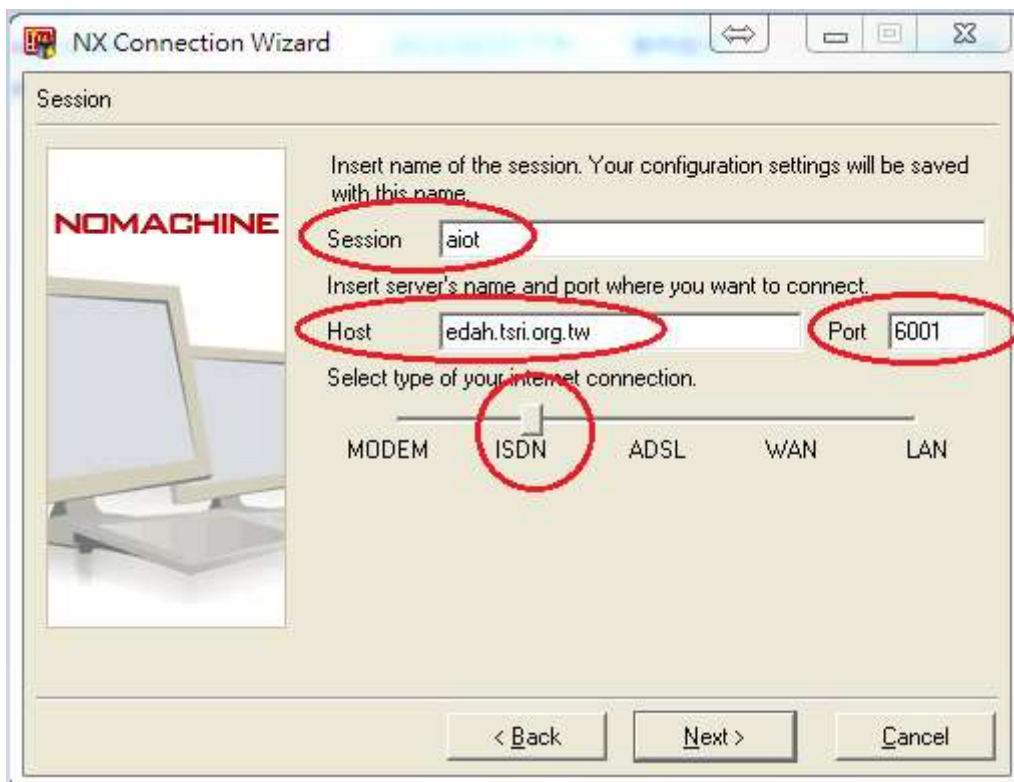 NX Connection Wizard
Session
NOMACHINE
Insert name of the session. Your configuration settings will be saved
with this name.
Session aiot
Insert server's name and port where you want to connect.
Host edah.tsri.org.tw Port 6001
Select type of your internet connection.
MODEM ISDN ADSL WAN LAN
< Back Next > Cancel